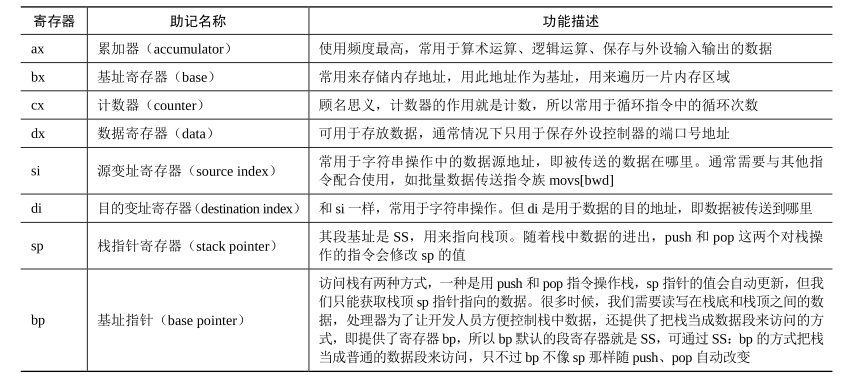 寄存器 助记名称 功能描述
ax 累加器（accumulator） 使用频度最高，常用于算术运算、逻辑运算、保存与外设输入输出的数据
bx 基址寄存器（base） 常用来存储内存地址，用此地址作为基址，用来遍历一片内存区域
cx 计数器（counter） 顾名思义，计数器的作用就是计数，所以常用于循环指令中的循环次数
dx 数据寄存器（data） 可用于存放数据，通常情况下只用于保存外设控制器的端口号地址
si 源变址寄存器（source index） 常用于字符串操作中的数据源地址，即被传送的数据在哪里。通常需要与其他指
令配合使用，如批量数据传送指令族 movs[bwd]
di 目的变址寄存器（destination index） 和 si 一样，常用于字符串操作。但 di 是用于数据的目的地址，即数据被传送到哪里
sp 栈指针寄存器（stack pointer） 其段基址是 SS，用来指向栈顶。随着栈中数据的进出，push 和 pop 这两个对栈操
作的指令会修改 sp 的值
bp 基址指针（base pointer） 访问栈有两种方式，一种是用 push 和 pop 指令操作栈，sp 指针的值会自动更新，但我
们只能获取栈顶 sp 指针指向的数据。很多时候，我们需要读写在栈底和栈顶之间的数
据，处理器为了让开发人员方便控制栈中数据，还提供了把栈当成数据段来访问的方
式，即提供了寄存器 bp，所以 bp 默认的段寄存器就是 SS，可通过 SS：bp 的方式把栈
当成普通的数据段来访问，只不过 bp 不像 sp 那样随 push、pop 自动改变